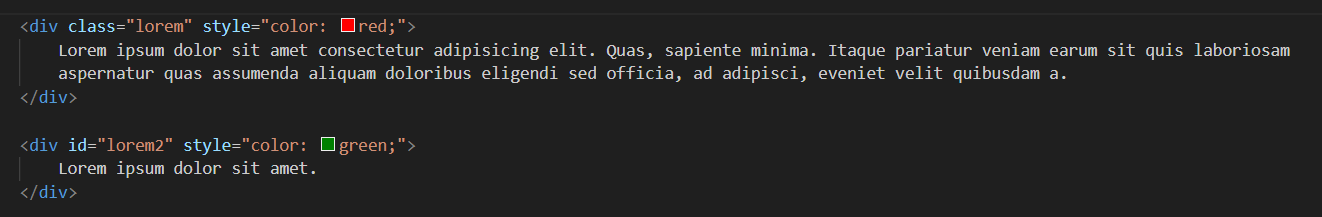 <div class="lorem" style="color: red;">
Lorem ipsum dolor sit amet consectetur adipisicing elit. Quas, sapiente minima. Itaque pariatur veniam earum sit quis laboriosam
aspernatur quas assumenda aliquam doloribus eligendi sed officia, ad adipisci, eveniet velit quibusdam a.
</div>
<div id="lorem2" style="color: green;">
Lorem ipsum dolor sit amet.
</div>